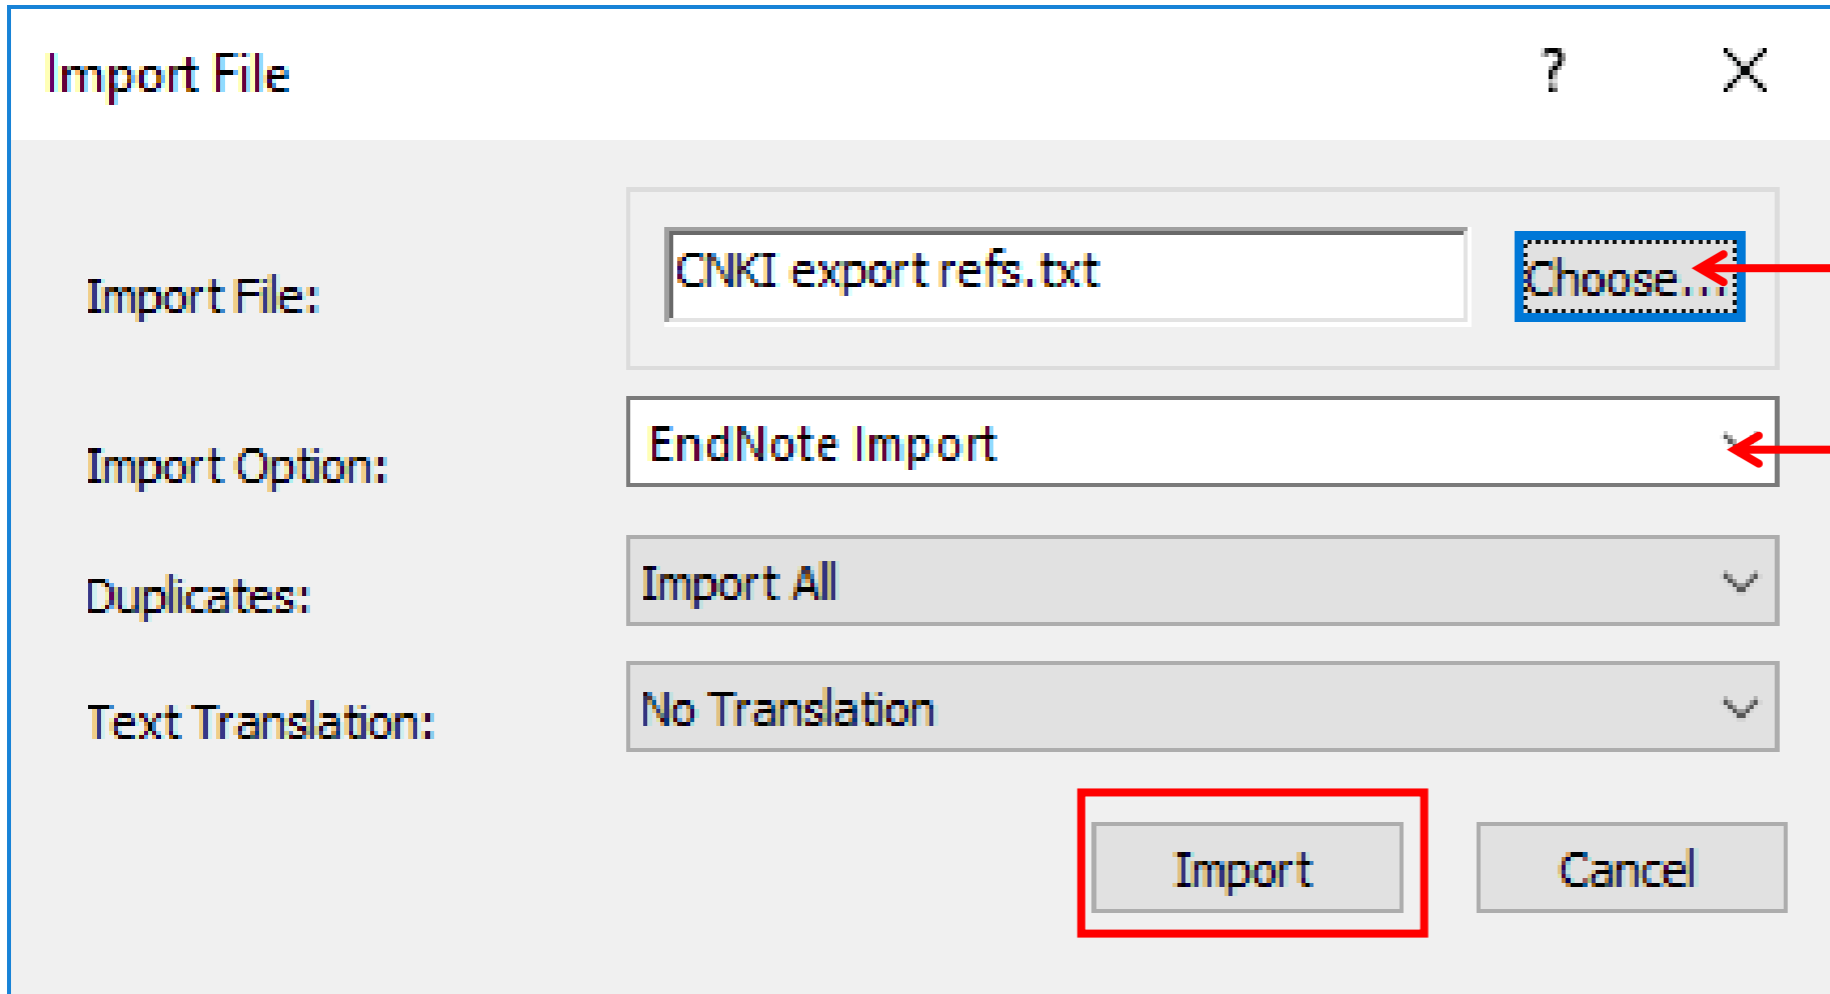 Import File ?
Import File: CNKI export refs.txt Choose...
Import Option: EndNote Import
Duplicates: Import All
Text Translation: No Translation
Import Cancel